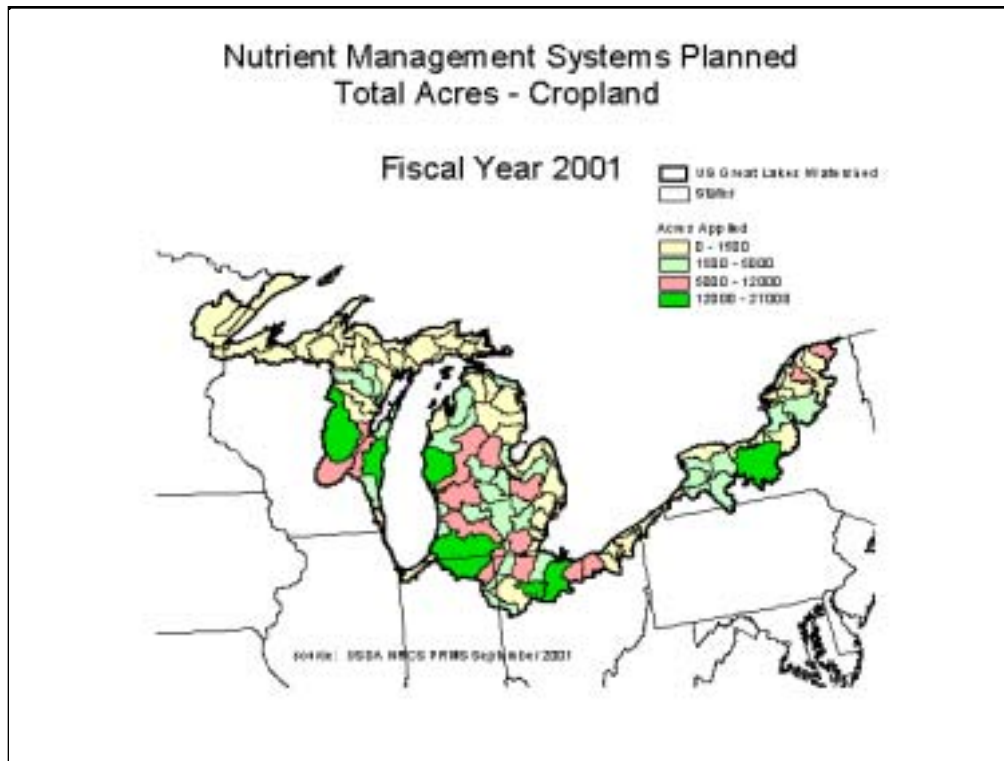 Nutrient Management Systems Planned
Total Acres - Cropland
Fiscal Year 2001
US Great Lakes Watershed
States
Acres Applied
0 - 1500
1500 - 5000
5000 - 12000
12000 - 21000
source: USDA NRCS PRMS September 2001